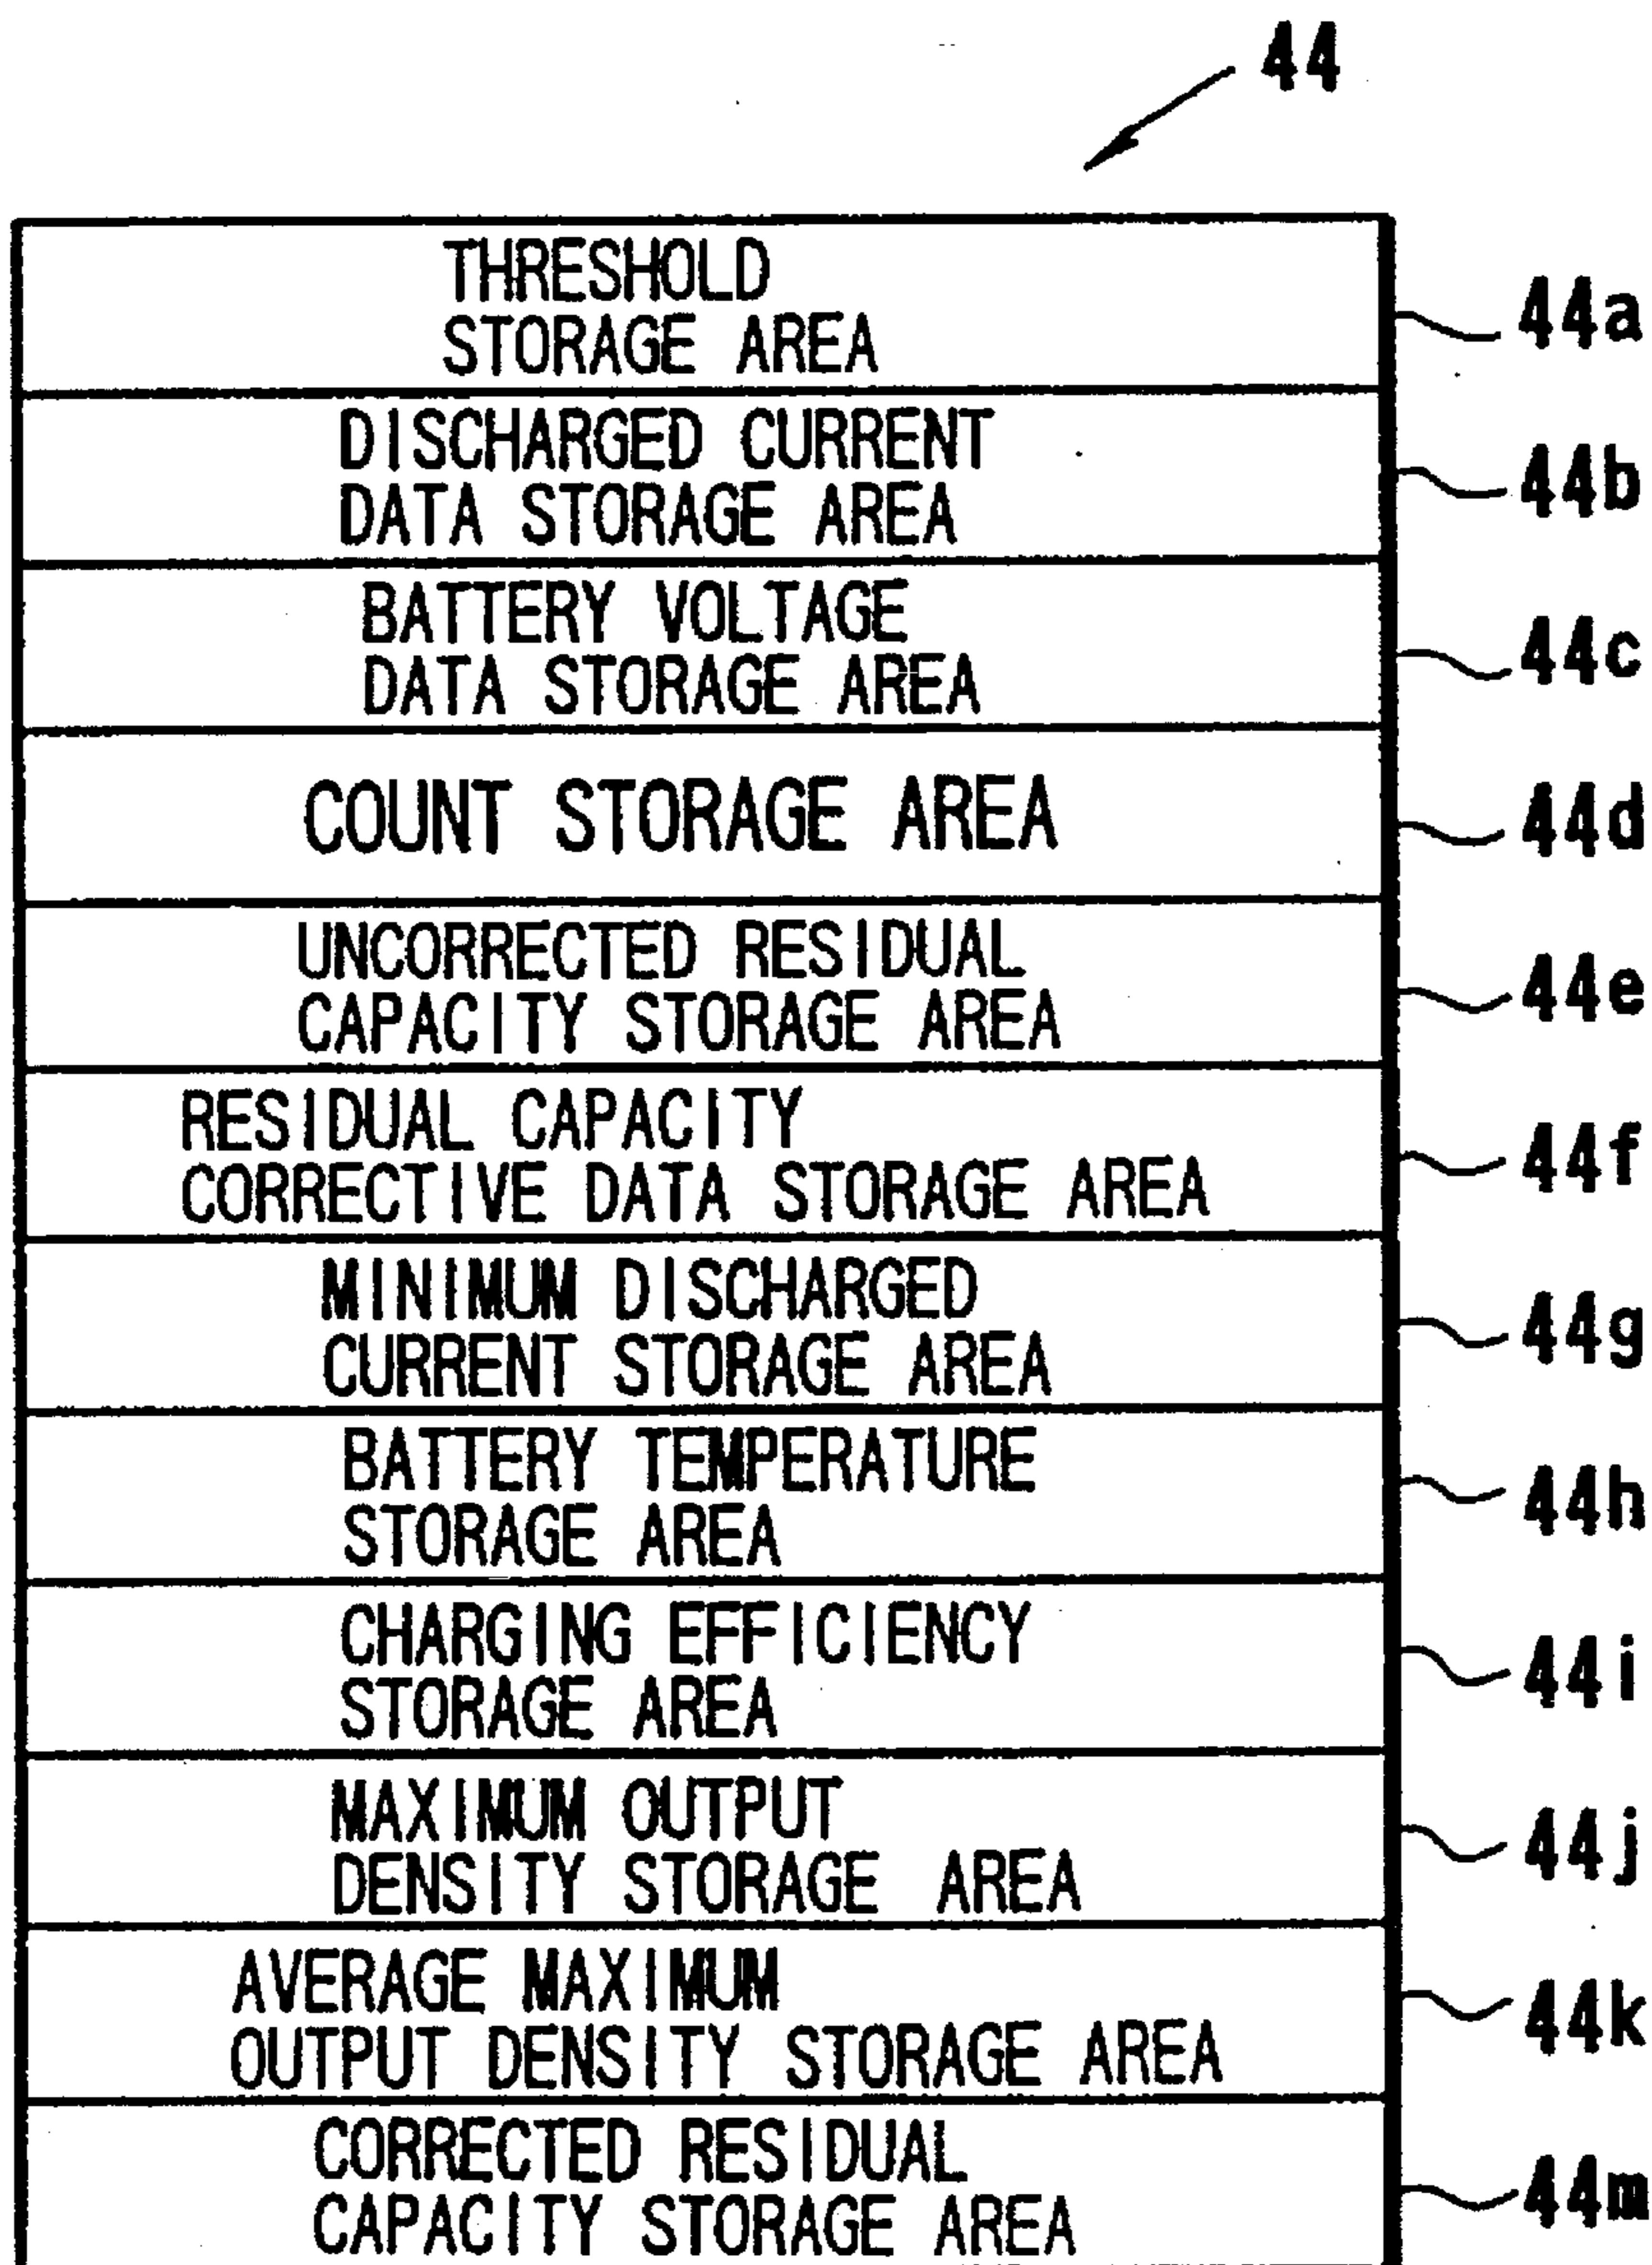 44
THRESHOLD
STORAGE AREA
44a
DISCHARGED CURRENT
DATA STORAGE AREA
44b
BATTERY VOLTAGE
DATA STORAGE AREA
44c
COUNT STORAGE AREA
44d
UNCORRECTED RESIDUAL
CAPACITY STORAGE AREA
44e
RESIDUAL CAPACITY
CORRECTIVE DATA STORAGE AREA
44f
MINIMUM DISCHARGED
CURRENT STORAGE AREA
44g
BATTERY TEMPERATURE
STORAGE AREA
44h
CHARGING EFFICIENCY
STORAGE AREA
44i
MAXIMUM OUTPUT
DENSITY STORAGE AREA
44j
AVERAGE MAXIMUM
OUTPUT DENSITY STORAGE AREA
44k
CORRECTED RESIDUAL
CAPACITY STORAGE AREA
44m